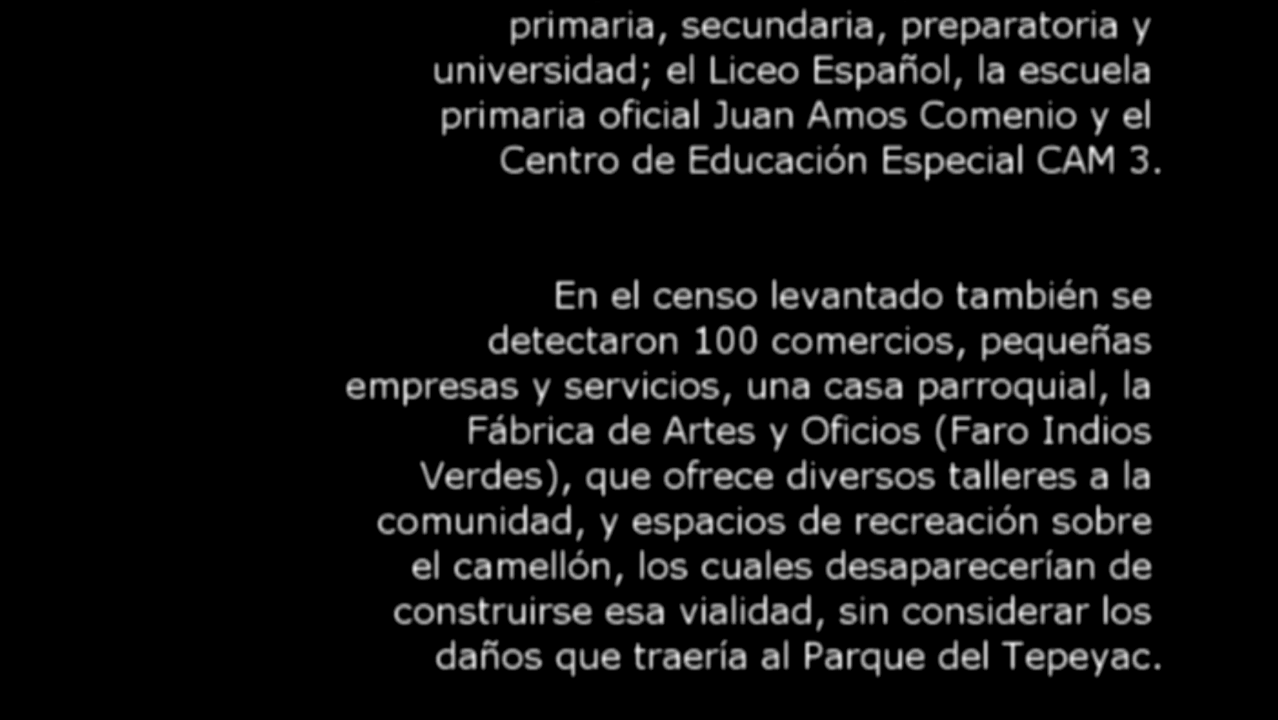 primaria, secundaria, preparatoria y
universidad; el Liceo Español, la escuela
primaria oficial Juan Amos Comenio y el
Centro de Educación Especial CAM 3.
En el censo levantado también se
detectaron 100 comercios, pequeñas
empresas y servicios, una casa parroquial, la
Fábrica de Artes y Oficios (Faro Indios
Verdes), que ofrece diversos talleres a la
comunidad, y espacios de recreación sobre
el camellón, los cuales desaparecerían de
construirse esa vialidad, sin considerar los
daños que traería al Parque del Tepeyac.